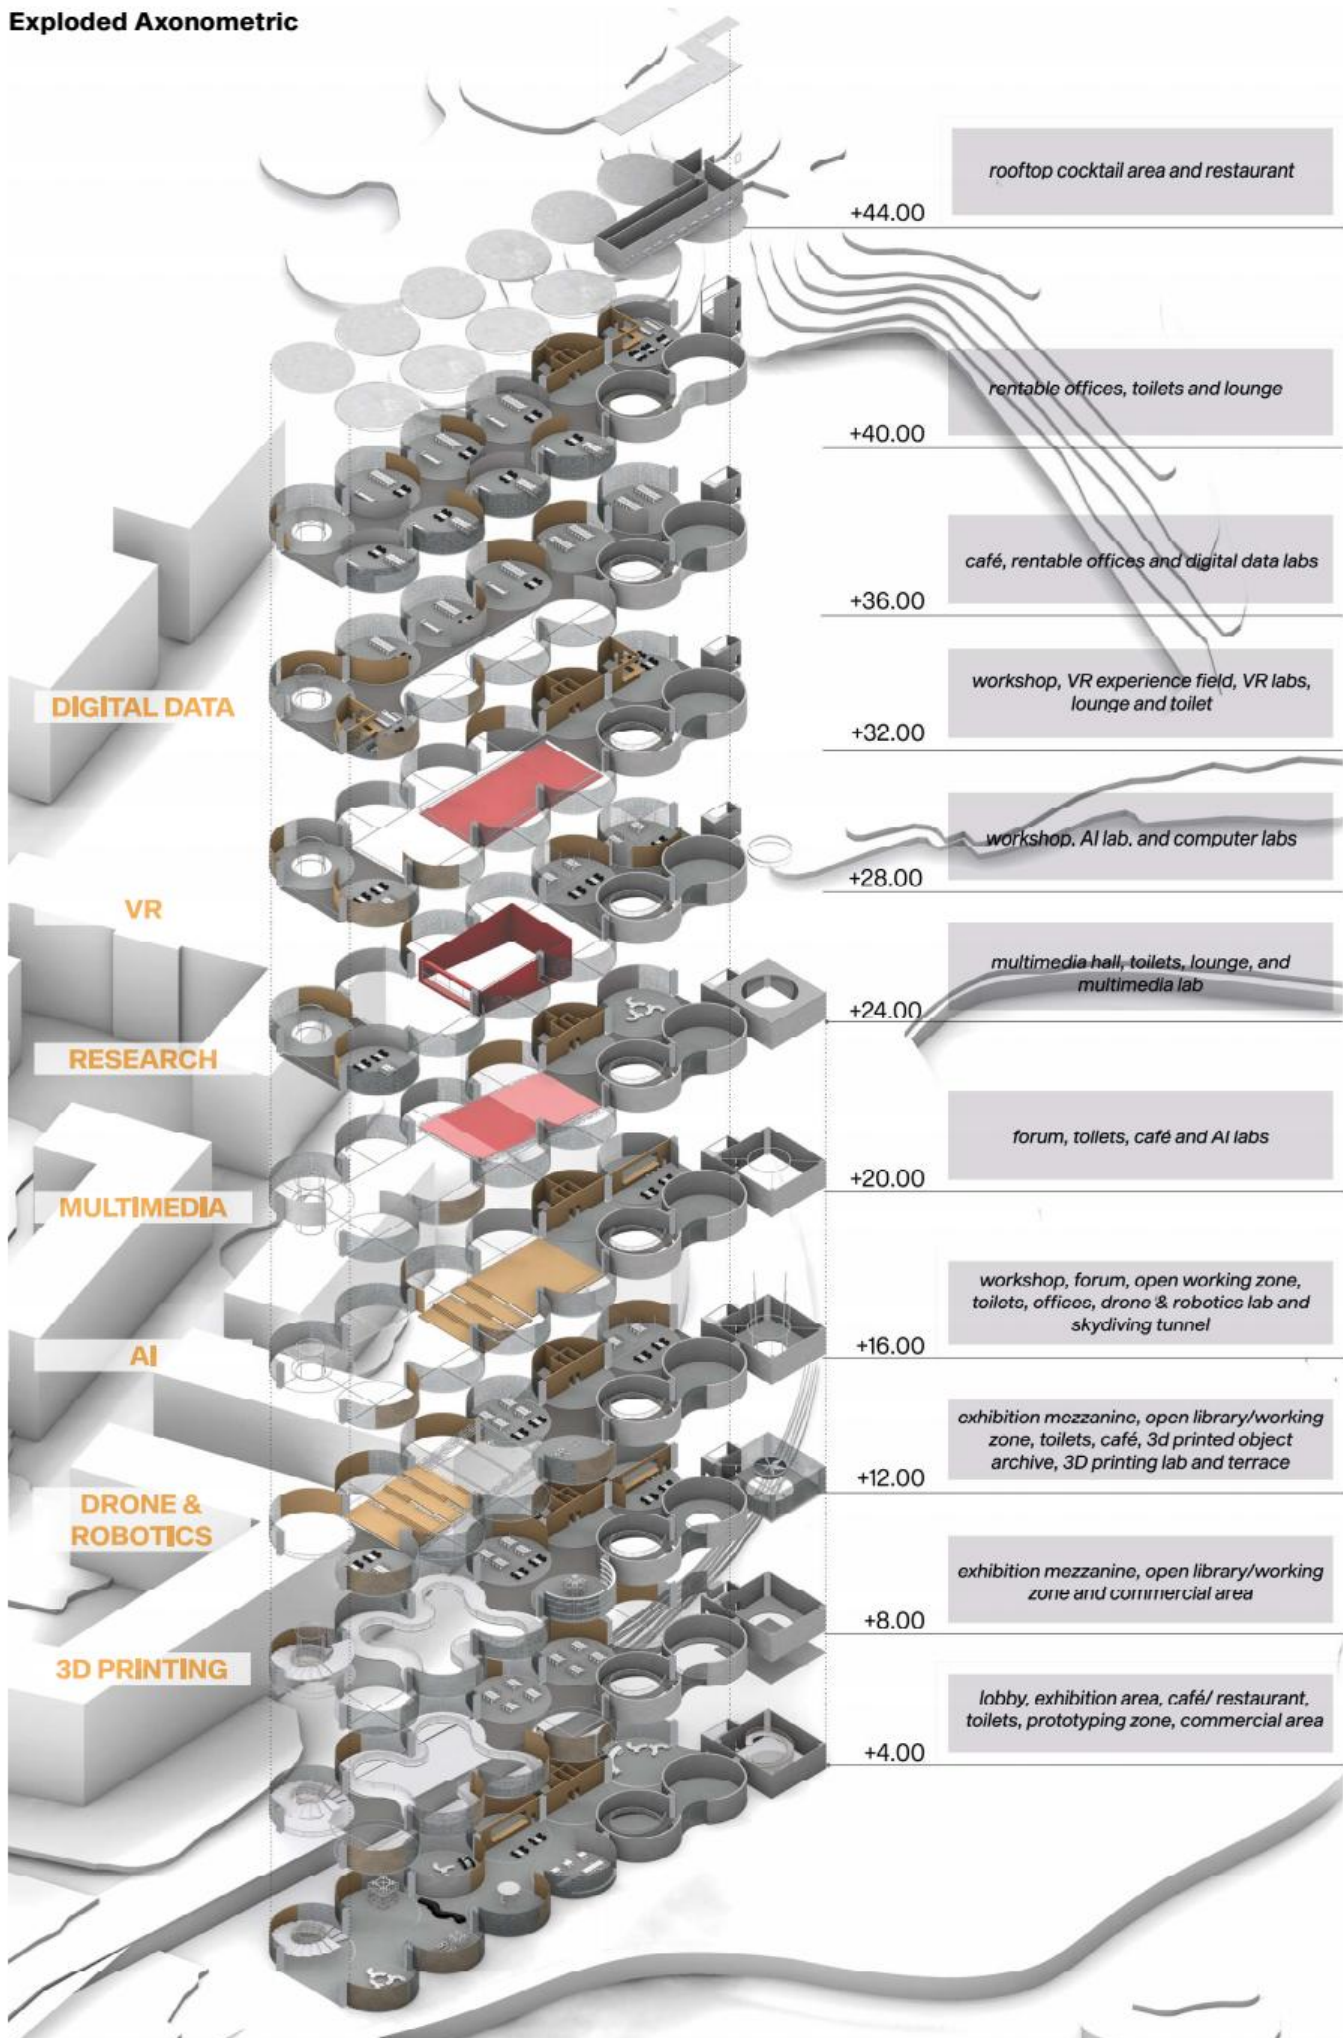 Exploded Axonometric
rooftop cocktail area and restaurant
+44.00
rentable offices, toilets and lounge
+40.00
café, rentable offices and digital data labs
+36.00
workshop, VR experience field, VR labs,
lounge and toilet
DIGITAL DATA
+32.00
workshop, AI lab, and computer labs
+28.00
VR
multimedia hall, toilets, lounge, and
multimedia lab
+24.00
RESEARCH
forum, toilets, café and AI labs
+20.00
MULTIMEDIA
workshop, forum, open working zone,
toilets, offices, drone & robotics lab and
skydiving tunnel
+16.00
AI
exhibition mezzanine, open library/working
zone, toilets, café, 3d printed object
archive, 3D printing lab and terrace
+12.00
DRONE &
ROBOTICS
exhibition mezzanine, open library/working
zone and commercial area
+8.00
3D PRINTING
lobby, exhibition area, café/ restaurant,
toilets, prototyping zone, commercial area
+4.00